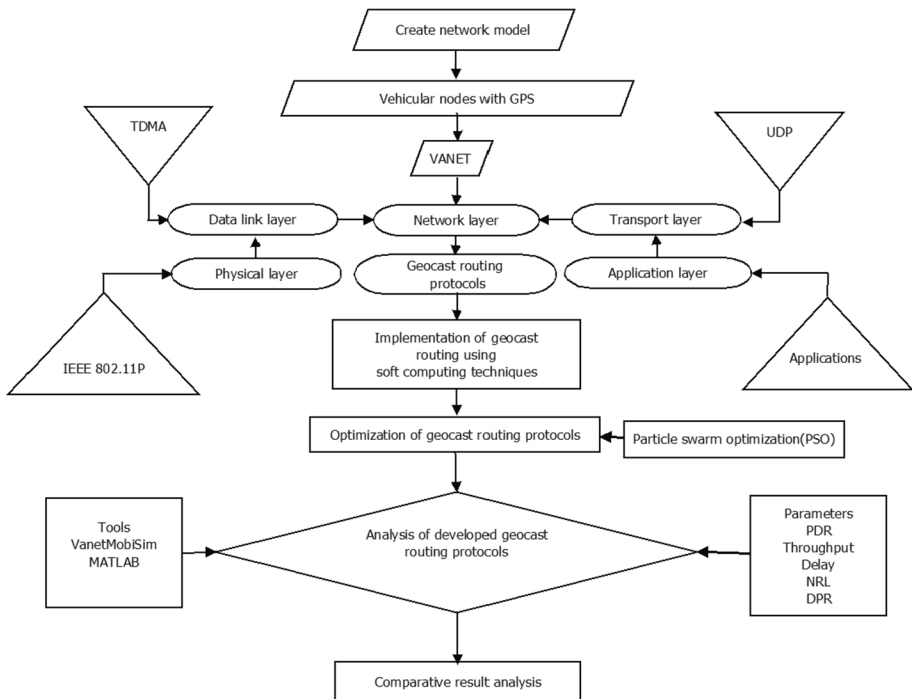 Create network model
Vehicular nodes with GPS
TDMA
UDP
VANET
Data link layer
Network layer
Transport layer
Physical layer
Geocast routing
protocols
Application layer
IEEE 802.11P
Implementation of geocast
routing using
soft computing techniques
Applications
Optimization of geocast routing protocols
Particle swarm optimization(PSO)
Tools
VanetMobiSim
MATLAB
Analysis of developed geocast
routing protocols
Parameters
PDR
Throughput
Delay
NRL
DPR
Comparative result analysis